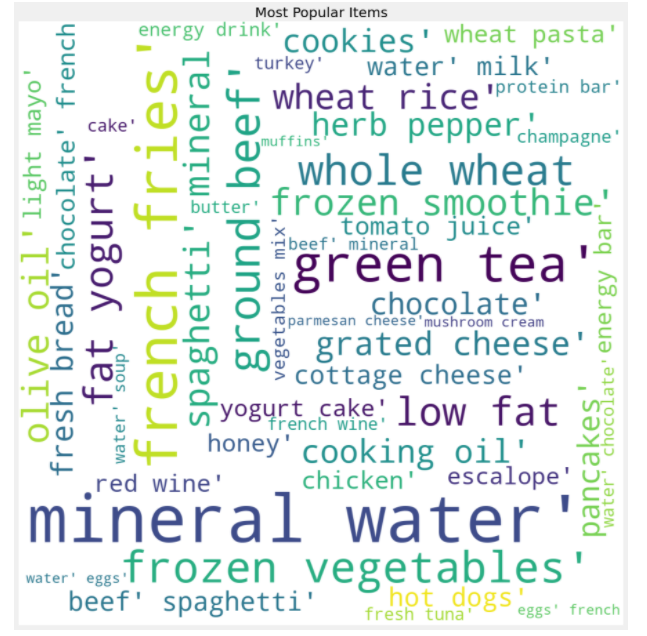 Most Popular Items
energy drink'
cookies'
wheat pasta'
turkey'
water' milk'
wheat rice'
protein bar'
herb pepper'
champagne'
cake'
muffins'
whole wheat
butter'
frozen smoothie'
tomato juice'
beef' mineral
green tea'
chocolate'
parmesan cheese'
mushroom cream
grated cheese'
cottage cheese'
yogurt cake'
low fat
french wine'
honey'
cooking oil'
red wine'
chicken'
escalope'
mineral water'
frozen vegetables'
water' eggs'
beef' spaghetti'
hot dogs'
fresh tuna'
eggs' french
light mayo'
olive oil'
chocolate' french
fresh bread'
fat yogurt'
water' soup'
french fries'
mineral
spaghetti'
ground beef'
vegetables mix'
energy bar'
pancakes'
water' chocolate'